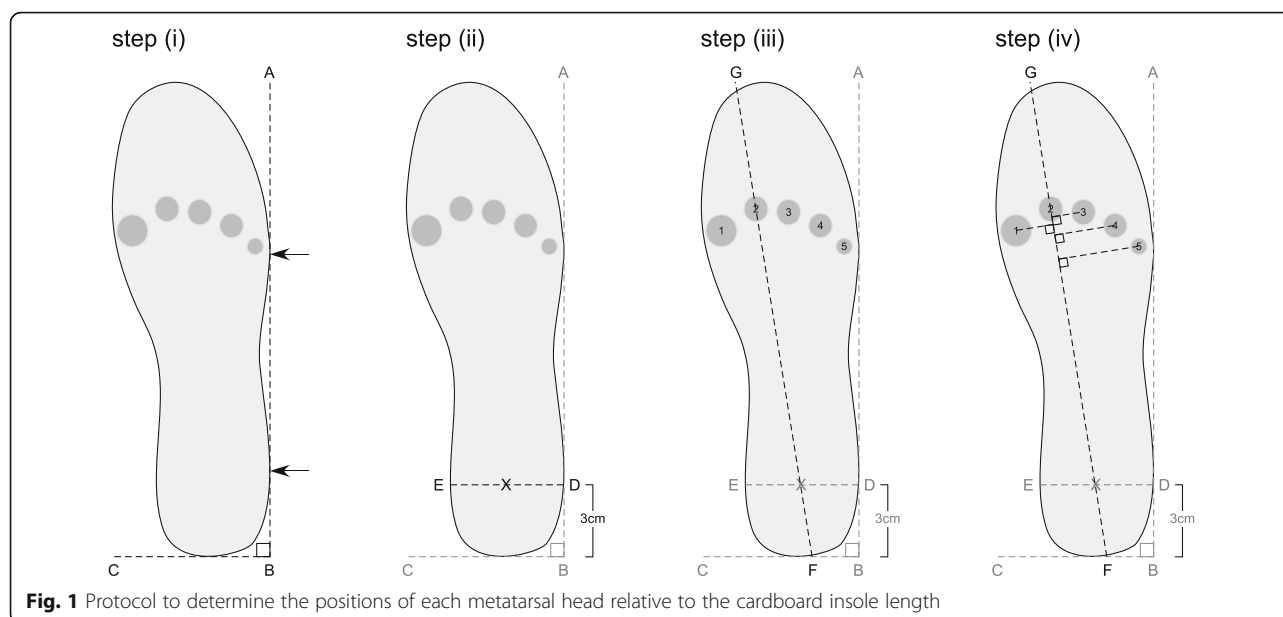 step (i) step (ii) step (iii) step (iv)
A A G A G A
2 2 3
1 3 1 4
4 5
5
E X D E X D E X D
3cm 3cm 3cm
C B C B C F B C F B
Fig. 1 Protocol to determine the positions of each metatarsal head relative to the cardboard insole length